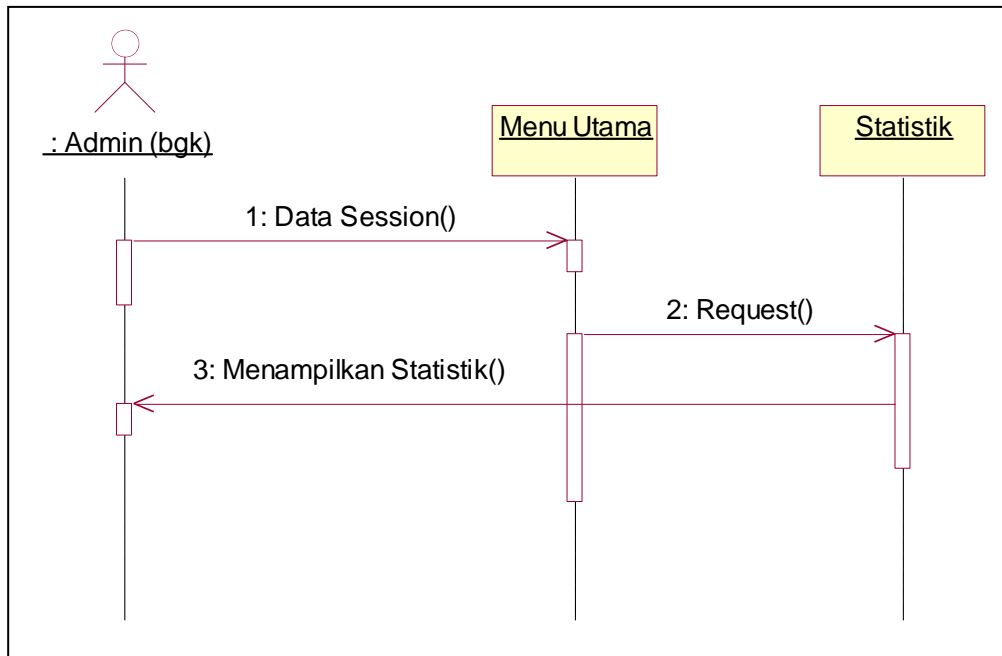 : Admin (bgk)
Menu Utama
Statistik
1: Data Session()
2: Request()
3: Menampilkan Statistik()